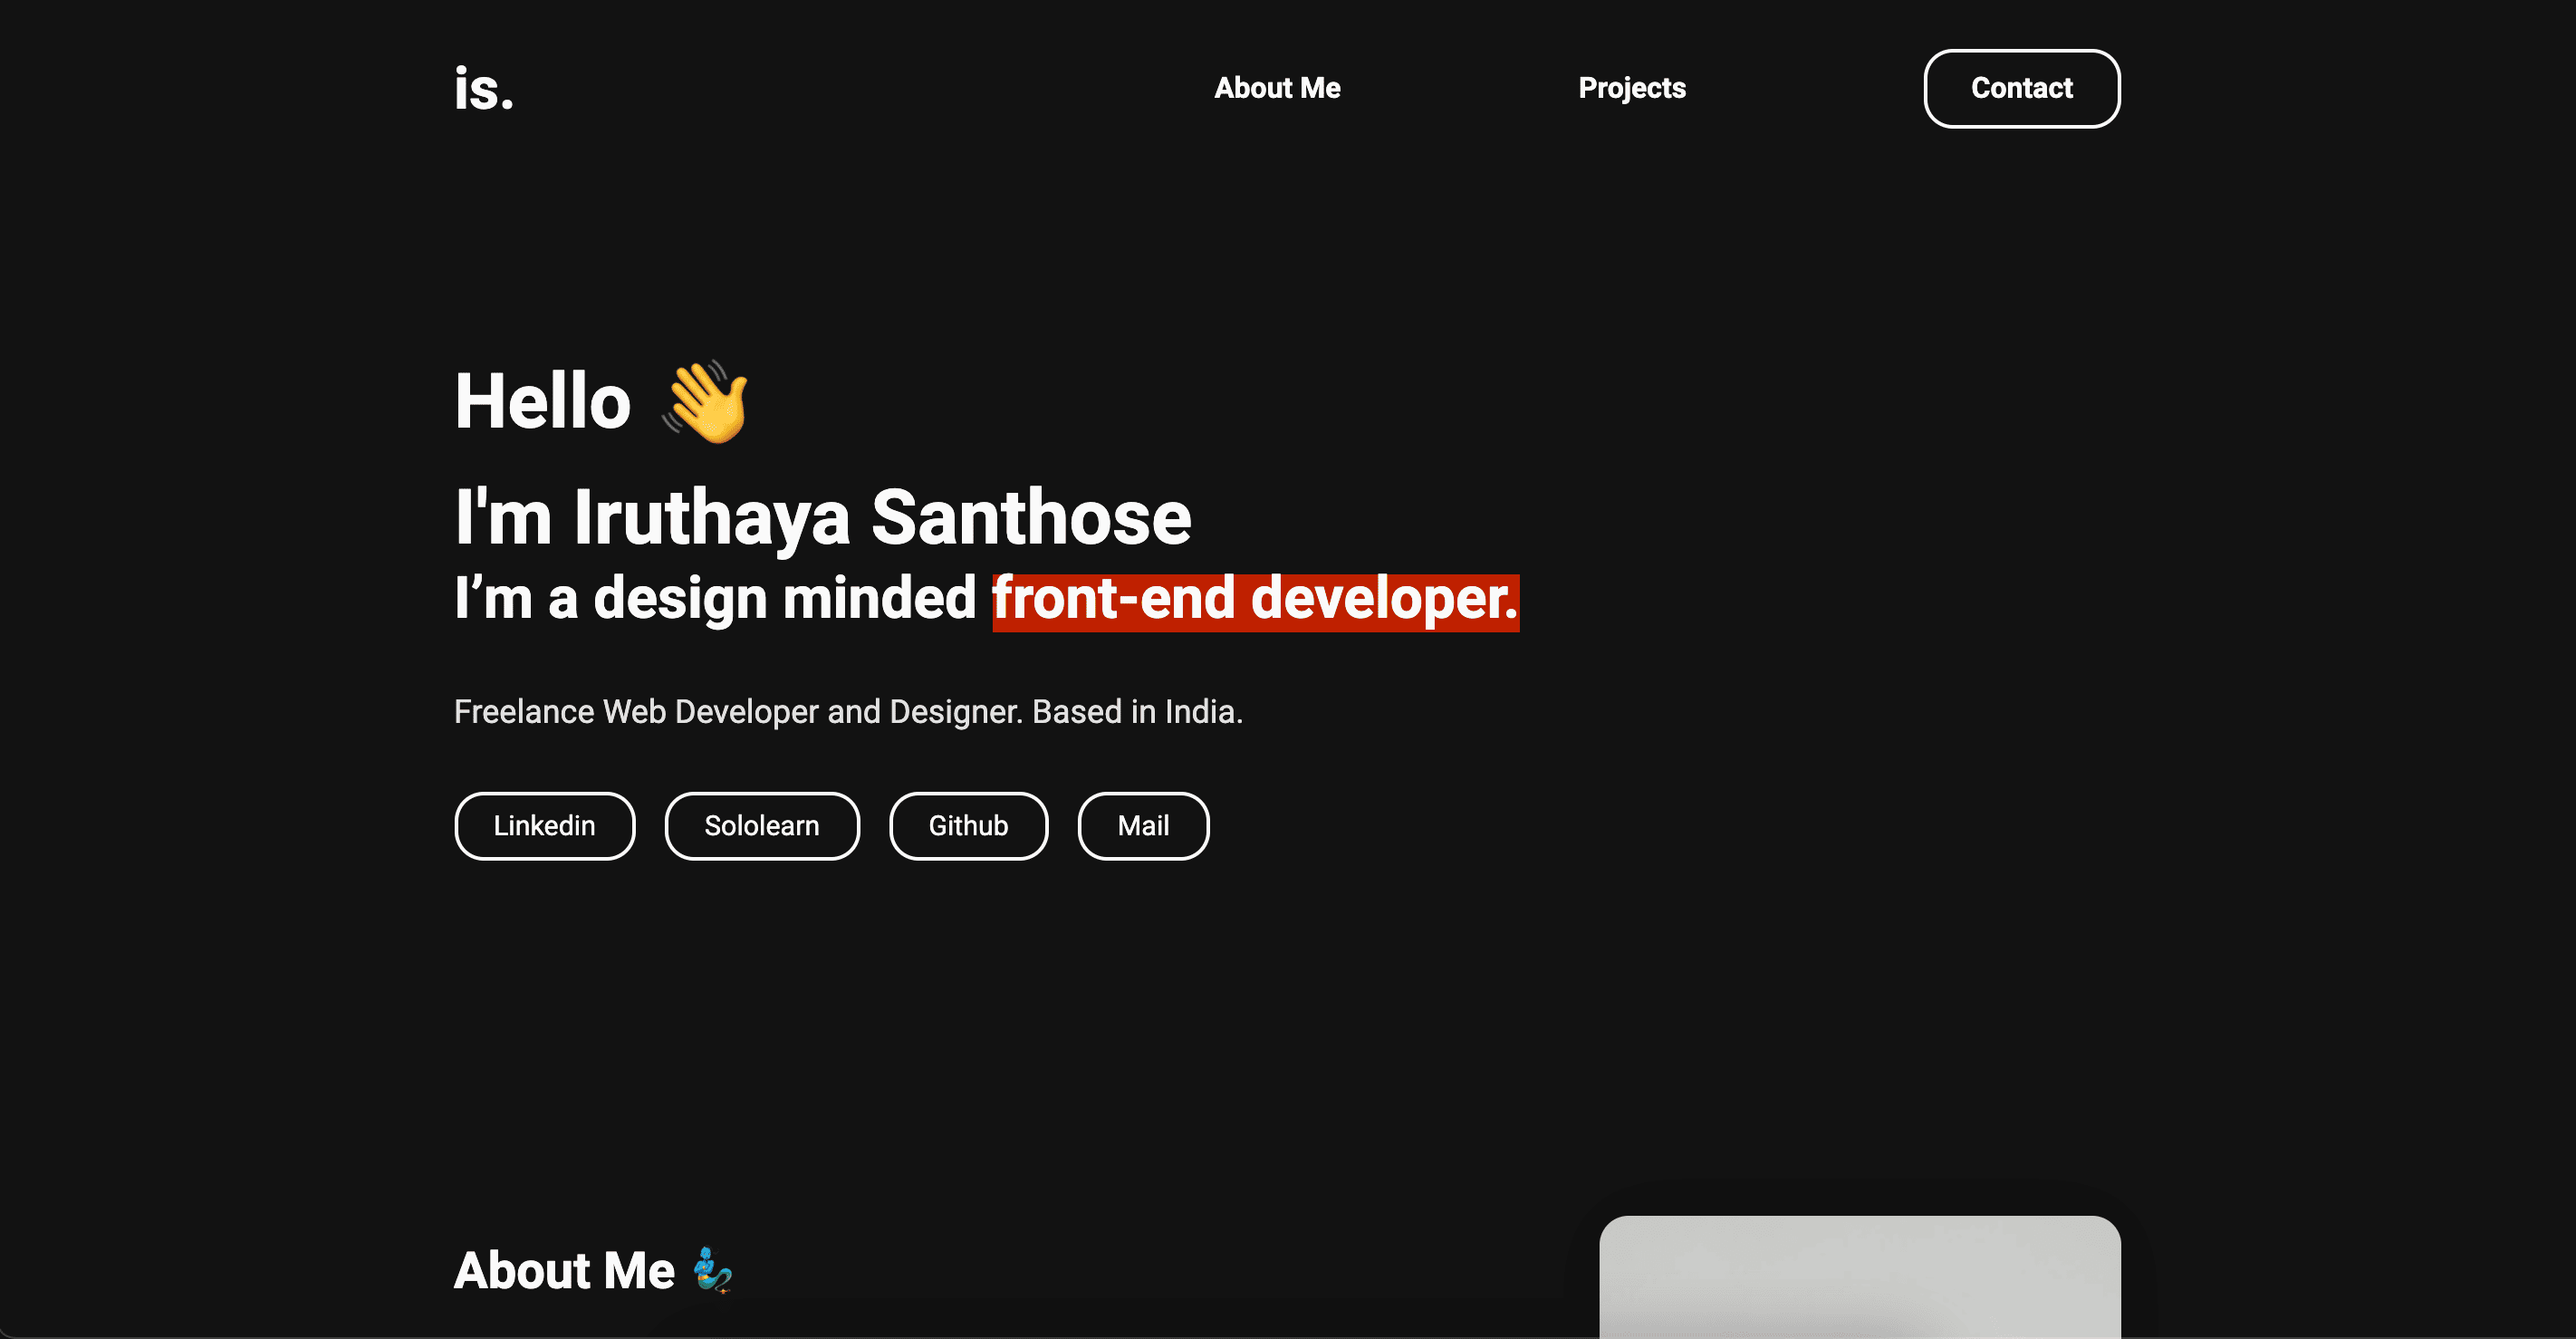 is.
About Me
Projects
Contact
Hello 👋
I'm Iruthaya Santhose
I’m a design minded front-end developer.
Freelance Web Developer and Designer. Based in India.
Linkedin
Sololearn
Github
Mail
About Me 🧞‍♂️